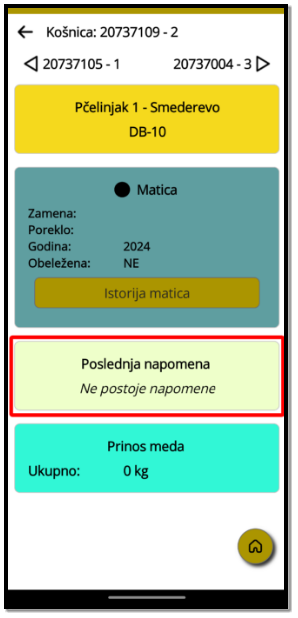 Košnica: 20737109 - 2
20737105 - 1 20737004 - 3
Pčelinjak 1 - Smederevo
DB-10
Matica
Zamena:
Poreklo:
Godina: 2024
Obeležena: NE
Istorija matica
Poslednja napomena
Ne postoje napomene
Prinos meda
Ukupno: 0 kg